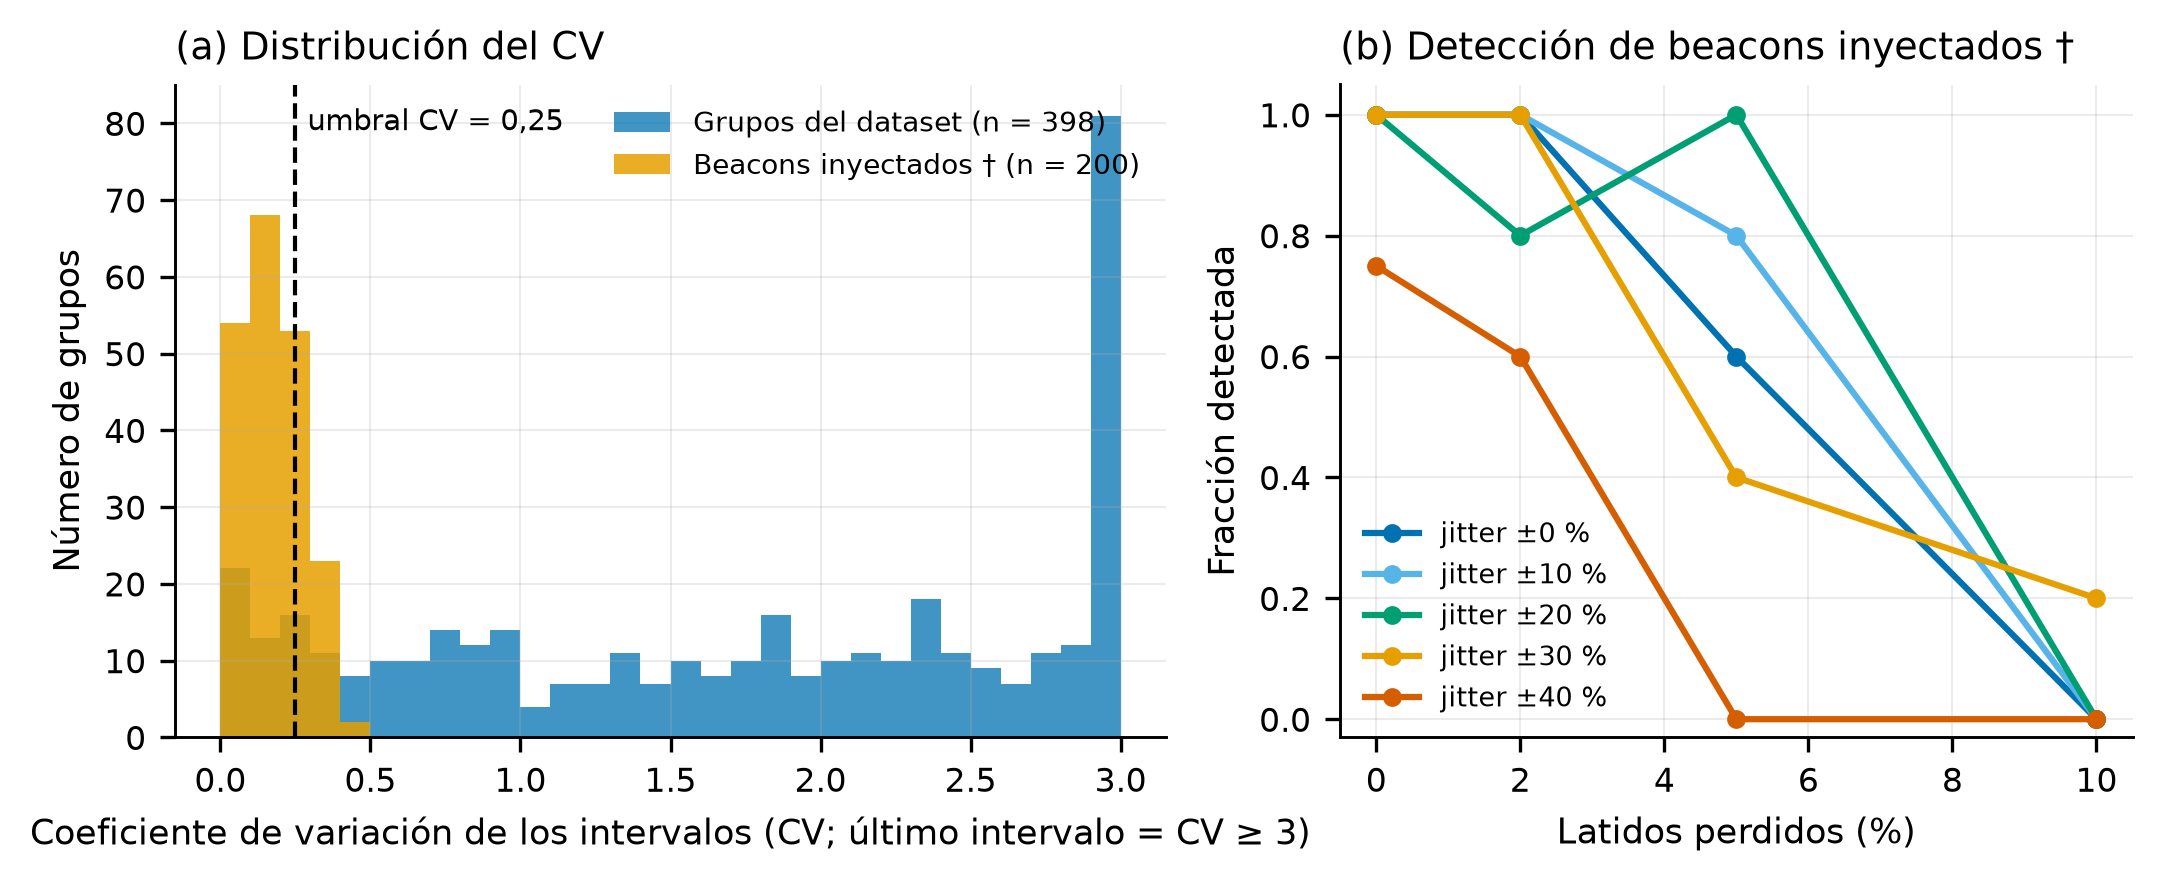 (a) Distribución del CV
umbral CV = 0,25
Grupos del dataset (n = 398)
Beacons inyectados † (n = 200)
Número de grupos
80
70
60
50
40
30
20
10
0
0.0 0.5 1.0 1.5 2.0 2.5 3.0
Coeficiente de variación de los intervalos (CV; último intervalo = CV ≥ 3)
(b) Detección de beacons inyectados †
Fracción detectada
1.0
0.8
0.6
0.4
0.2
0.0
jitter ±0 %
jitter ±10 %
jitter ±20 %
jitter ±30 %
jitter ±40 %
0 2 4 6 8 10
Latidos perdidos (%)